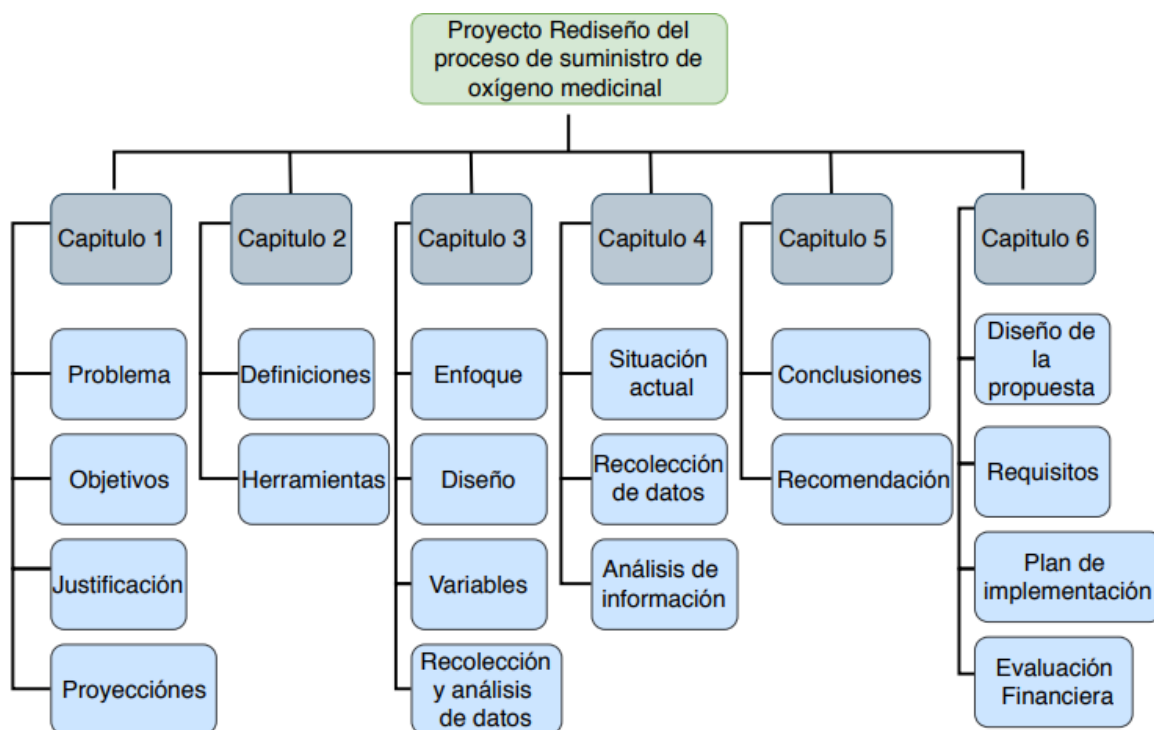 Proyecto Rediseño del
proceso de suministro de
oxígeno medicinal
Capitulo 1
Capitulo 2
Capitulo 3
Capitulo 4
Capitulo 5
Capitulo 6
Problema
Objetivos
Justificación
Proyecciónes
Definiciones
Herramientas
Enfoque
Diseño
Variables
Recolección
y análisis
de datos
Situación
actual
Recolección
de datos
Análisis de
información
Conclusiones
Recomendación
Diseño de
la
propuesta
Requisitos
Plan de
implementación
Evaluación
Financiera